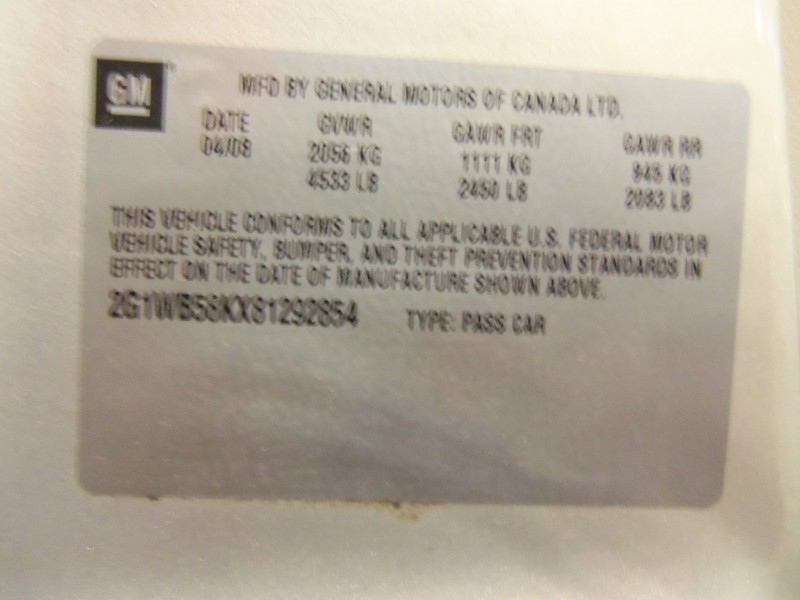 GM
MFD BY GENERAL MOTORS OF CANADA LTD.
DATE GVWR GAWR FRT GAWR RR
04/08 2056 KG 1111 KG 945 KG
4533 LB 2450 LB 2083 LB
THIS VEHICLE CONFORMS TO ALL APPLICABLE U.S. FEDERAL MOTOR
VEHICLE SAFETY, BUMPER, AND THEFT PREVENTION STANDARDS IN
EFFECT ON THE DATE OF MANUFACTURE SHOWN ABOVE.
2G1WB58KX81292854 TYPE: PASS CAR